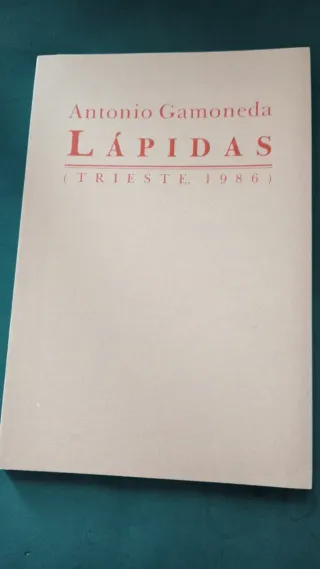 Antonio Gamoneda
LÁPIDAS
(TRIESTE, 1986)